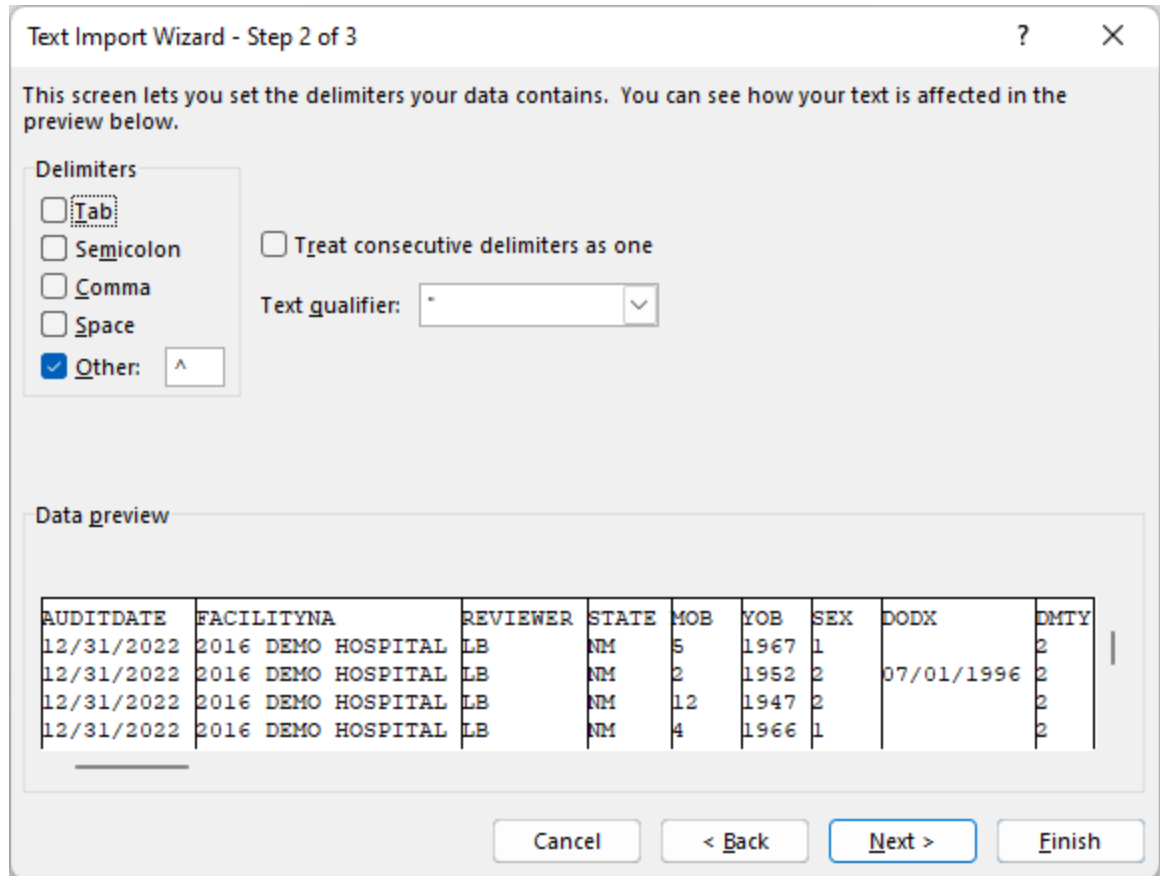 Text Import Wizard - Step 2 of 3 ?
This screen lets you set the delimiters your data contains. You can see how your text is affected in the
preview below.
Delimiters
Tab
Semicolon
Comma
Space
Other: ^
Treat consecutive delimiters as one
Text qualifier: "
Data preview
AUDITDATE FACILITYNA REVIEWER STATE MOB YOB SEX DODX DMTY
12/31/2022 2016 DEMO HOSPITAL LB NM 5 1967 1 2
12/31/2022 2016 DEMO HOSPITAL LB NM 2 1952 2 07/01/1996 2
12/31/2022 2016 DEMO HOSPITAL LB NM 12 1947 2 2
12/31/2022 2016 DEMO HOSPITAL LB NM 4 1966 1 2
Cancel < Back Next > Finish